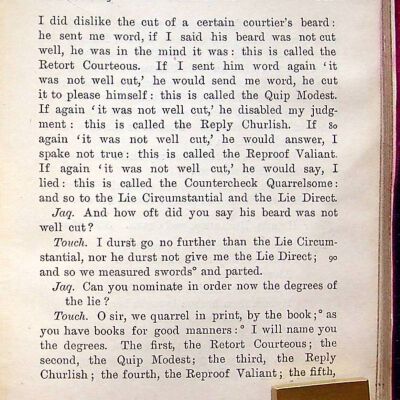 I did dislike the cut of a certain courtier's beard:
he sent me word, if I said his beard was not cut
well, he was in the mind it was: this is called the
Retort Courteous. If I sent him word again 'it
was not well cut,' he would send me word, he cut
it to please himself: this is called the Quip Modest.
If again 'it was not well cut,' he disabled my judg-
ment: this is called the Reply Churlish. If 80
again 'it was not well cut,' he would answer, I
spake not true: this is called the Reproof Valiant.
If again 'it was not well cut,' he would say, I
lied: this is called the Countercheck Quarrelsome:
and so to the Lie Circumstantial and the Lie Direct.
Jaq. And how oft did you say his beard was not
well cut?
Touch. I durst go no further than the Lie Circum-
stantial, nor he durst not give me the Lie Direct; 90
and so we measured swords° and parted.
Jaq. Can you nominate in order now the degrees of
the lie?
Touch. O sir, we quarrel in print, by the book;° as
you have books for good manners:° I will name you
the degrees. The first, the Retort Courteous; the
second, the Quip Modest; the third, the Reply
Churlish; the fourth, the Reproof Valiant; the fifth,